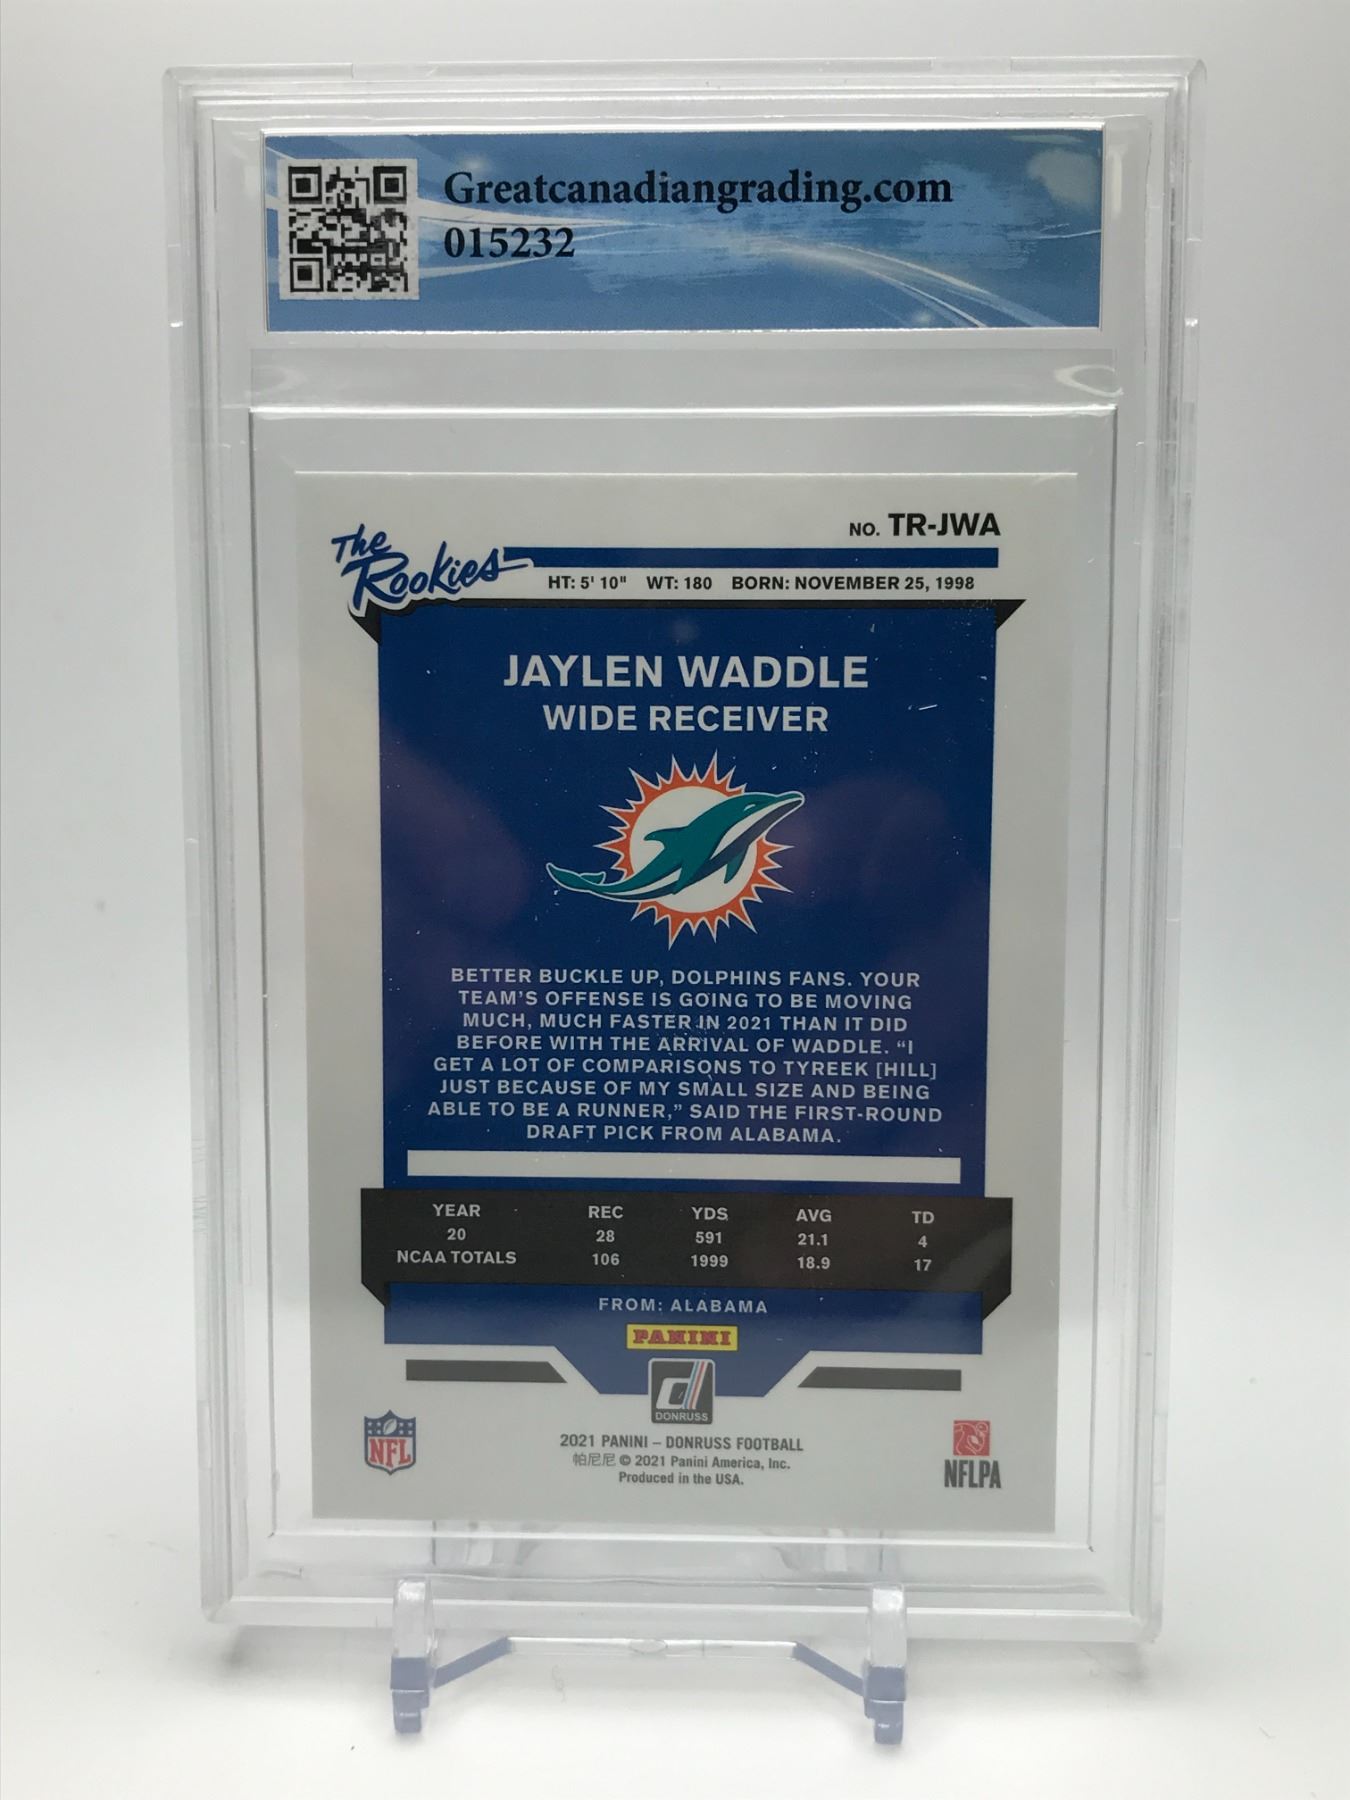 Greatcanadiangrading.com
015232
NO. TR-JWA
The
Rookies
HT: 5' 10" WT: 180 BORN: NOVEMBER 25, 1998
JAYLEN WADDLE
WIDE RECEIVER
BETTER BUCKLE UP, DOLPHINS FANS. YOUR
TEAM'S OFFENSE IS GOING TO BE MOVING
MUCH, MUCH FASTER IN 2021 THAN IT DID
BEFORE WITH THE ARRIVAL OF WADDLE. “I
GET A LOT OF COMPARISONS TO TYREEK [HILL]
JUST BECAUSE OF MY SMALL SIZE AND BEING
ABLE TO BE A RUNNER,” SAID THE FIRST-ROUND
DRAFT PICK FROM ALABAMA.
YEAR REC YDS AVG TD
20 28 591 21.1 4
NCAA TOTALS 106 1999 18.9 17
FROM: ALABAMA
PANINI
DONRUSS
NFL
2021 PANINI – DONRUSS FOOTBALL
帕尼尼 © 2021 Panini America, Inc.
Produced in the USA.
NFLPA